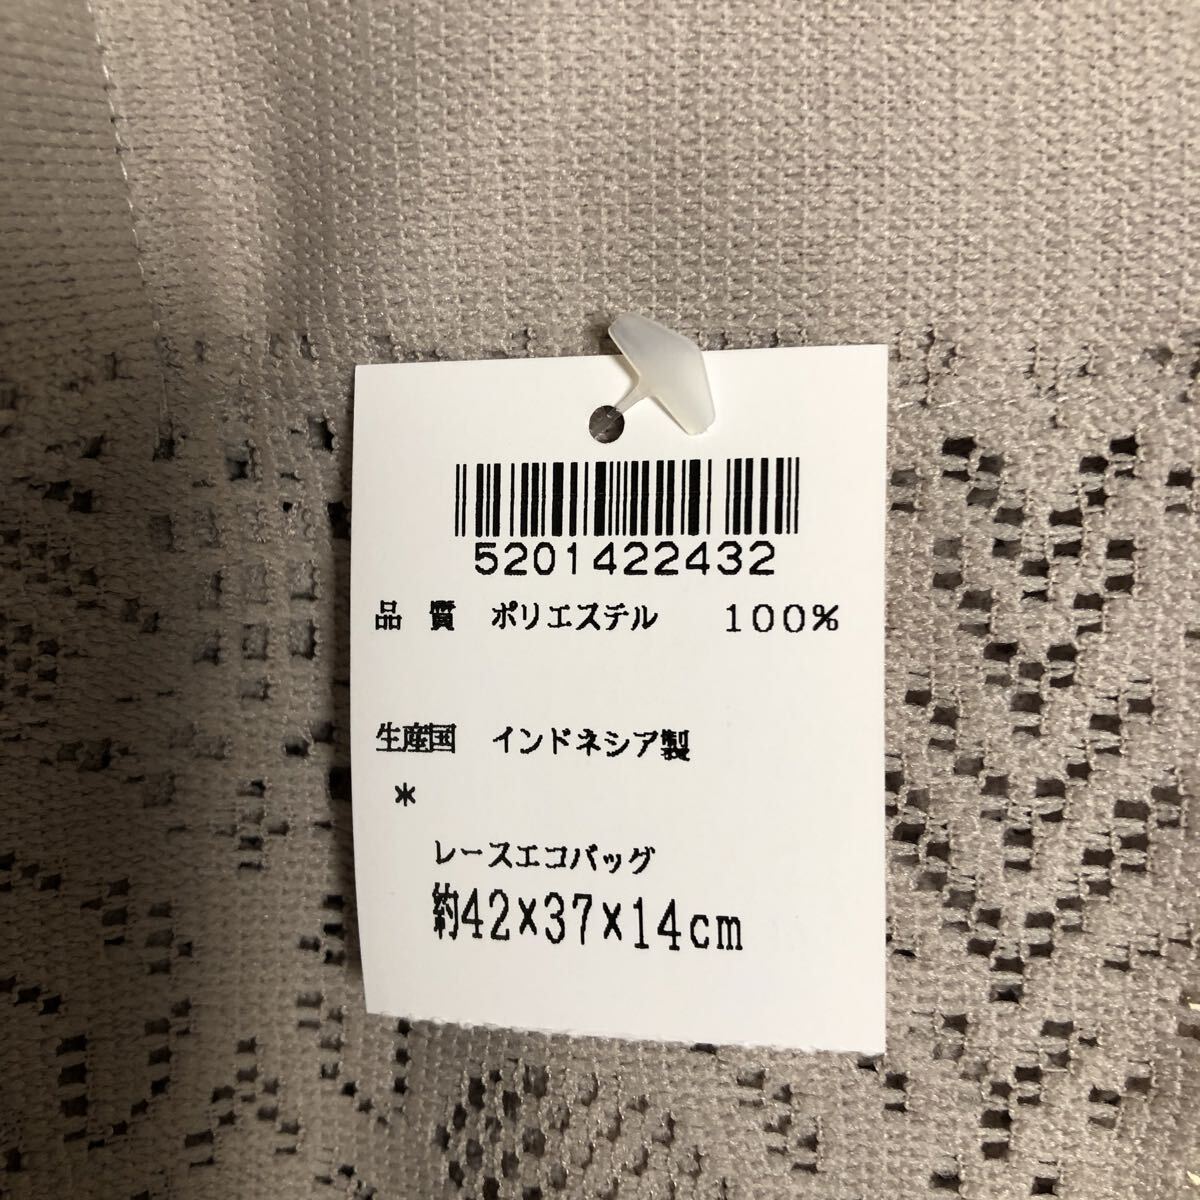 5201422432
品質 ポリエステル 100%
生産国 インドネシア製
*
レースエコバッグ
約42×37×14cm